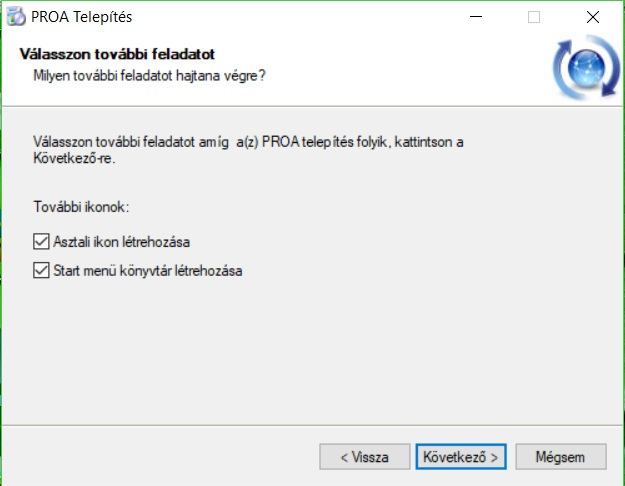 PROA Telepítés
Válasszon további feladatot
Milyen további feladatot hajtana végre?
Válasszon további feladatot amíg a(z) PROA telepítés folyik, kattintson a
Következő-re.
További ikonok:
Asztali ikon létrehozása
Start menü könyvtár létrehozása
< Vissza
Következő >
Mégsem